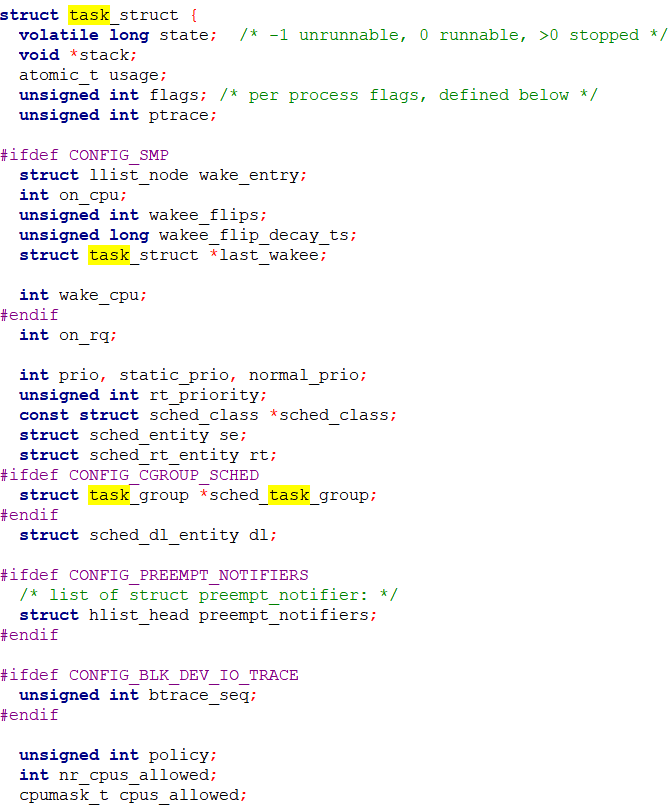 struct task_struct {
  volatile long state;  /* -1 unrunnable, 0 runnable, >0 stopped */
  void *stack;
  atomic_t usage;
  unsigned int flags; /* per process flags, defined below */
  unsigned int ptrace;

#ifdef CONFIG_SMP
  struct llist_node wake_entry;
  int on_cpu;
  unsigned int wakee_flips;
  unsigned long wakee_flip_decay_ts;
  struct task_struct *last_wakee;

  int wake_cpu;
#endif
  int on_rq;

  int prio, static_prio, normal_prio;
  unsigned int rt_priority;
  const struct sched_class *sched_class;
  struct sched_entity se;
  struct sched_rt_entity rt;
#ifdef CONFIG_CGROUP_SCHED
  struct task_group *sched_task_group;
#endif
  struct sched_dl_entity dl;

#ifdef CONFIG_PREEMPT_NOTIFIERS
  /* list of struct preempt_notifier: */
  struct hlist_head preempt_notifiers;
#endif

#ifdef CONFIG_BLK_DEV_IO_TRACE
  unsigned int btrace_seq;
#endif

  unsigned int policy;
  int nr_cpus_allowed;
  cpumask_t cpus_allowed;